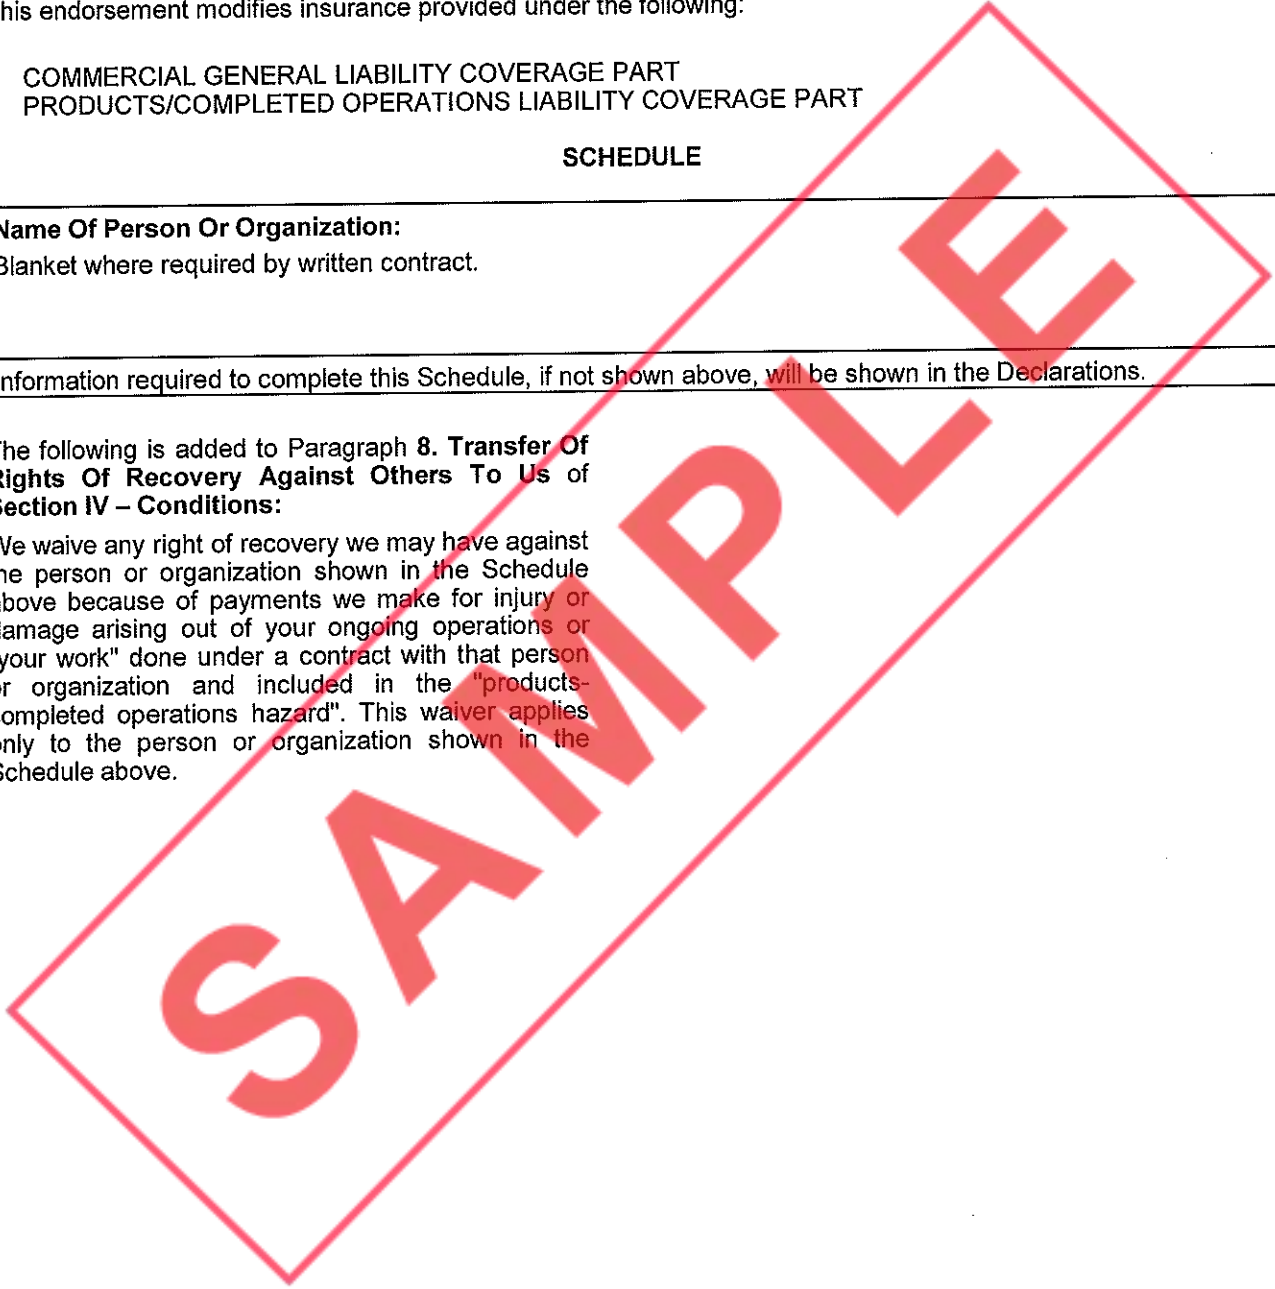 his endorsement modifies insurance provided under the following:
COMMERCIAL GENERAL LIABILITY COVERAGE PART
PRODUCTS/COMPLETED OPERATIONS LIABILITY COVERAGE PART
SCHEDULE
Name Of Person Or Organization:
Blanket where required by written contract.
nformation required to complete this Schedule, if not shown above, will be shown in the Declarations.
The following is added to Paragraph 8. Transfer Of
Rights Of Recovery Against Others To Us of
Section IV – Conditions:
We waive any right of recovery we may have against
he person or organization shown in the Schedule
bove because of payments we make for injury or
amage arising out of your ongoing operations or
"your work" done under a contract with that person
r organization and included in the "products-
ompleted operations hazard". This waiver applies
nly to the person or organization shown in the
Schedule above.
SAMPLE